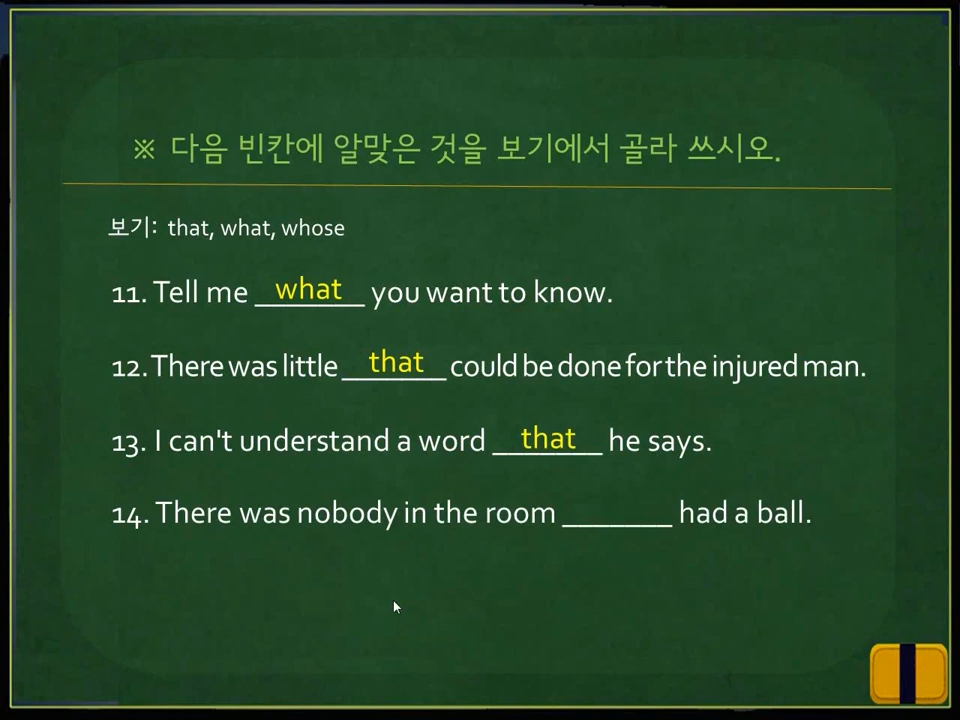 ※ 다음 빈칸에 알맞은 것을 보기에서 골라 쓰시오.
보기: that, what, whose
11. Tell me what you want to know.
12. There was little that could be done for the injured man.
13. I can't understand a word that he says.
14. There was nobody in the room _______ had a ball.